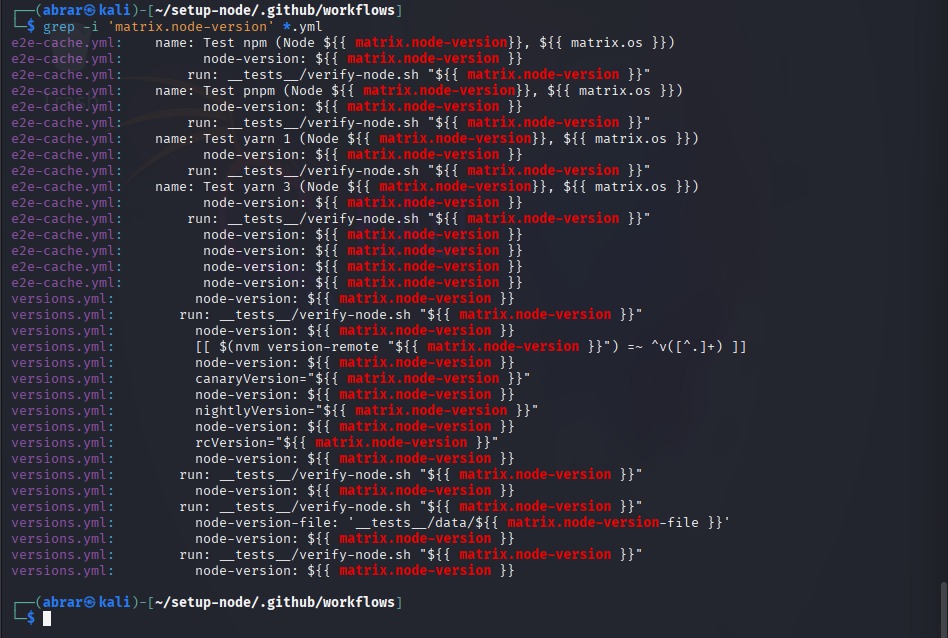 ┌──(abrar㉿kali)-[~/setup-node/.github/workflows]
└─$ grep -i 'matrix.node-version' *.yml
e2e-cache.yml:    name: Test npm (Node ${{ matrix.node-version}}, ${{ matrix.os }})
e2e-cache.yml:          node-version: ${{ matrix.node-version }}
e2e-cache.yml:        run: __tests__/verify-node.sh "${{ matrix.node-version }}"
e2e-cache.yml:    name: Test pnpm (Node ${{ matrix.node-version}}, ${{ matrix.os }})
e2e-cache.yml:          node-version: ${{ matrix.node-version }}
e2e-cache.yml:        run: __tests__/verify-node.sh "${{ matrix.node-version }}"
e2e-cache.yml:    name: Test yarn 1 (Node ${{ matrix.node-version}}, ${{ matrix.os }})
e2e-cache.yml:          node-version: ${{ matrix.node-version }}
e2e-cache.yml:        run: __tests__/verify-node.sh "${{ matrix.node-version }}"
e2e-cache.yml:    name: Test yarn 3 (Node ${{ matrix.node-version}}, ${{ matrix.os }})
e2e-cache.yml:          node-version: ${{ matrix.node-version }}
e2e-cache.yml:        run: __tests__/verify-node.sh "${{ matrix.node-version }}"
e2e-cache.yml:          node-version: ${{ matrix.node-version }}
e2e-cache.yml:          node-version: ${{ matrix.node-version }}
e2e-cache.yml:          node-version: ${{ matrix.node-version }}
e2e-cache.yml:          node-version: ${{ matrix.node-version }}
versions.yml:          node-version: ${{ matrix.node-version }}
versions.yml:        run: __tests__/verify-node.sh "${{ matrix.node-version }}"
versions.yml:          node-version: ${{ matrix.node-version }}
versions.yml:          [[ $(nvm version-remote "${{ matrix.node-version }}") =~ ^v([^.]+) ]]
versions.yml:          node-version: ${{ matrix.node-version }}
versions.yml:          canaryVersion="${{ matrix.node-version }}"
versions.yml:          node-version: ${{ matrix.node-version }}
versions.yml:          nightlyVersion="${{ matrix.node-version }}"
versions.yml:          node-version: ${{ matrix.node-version }}
versions.yml:          rcVersion="${{ matrix.node-version }}"
versions.yml:          node-version: ${{ matrix.node-version }}
versions.yml:        run: __tests__/verify-node.sh "${{ matrix.node-version }}"
versions.yml:          node-version: ${{ matrix.node-version }}
versions.yml:        run: __tests__/verify-node.sh "${{ matrix.node-version }}"
versions.yml:          node-version-file: '__tests__/data/${{ matrix.node-version-file }}'
versions.yml:          node-version: ${{ matrix.node-version }}
versions.yml:        run: __tests__/verify-node.sh "${{ matrix.node-version }}"
versions.yml:          node-version: ${{ matrix.node-version }}
┌──(abrar㉿kali)-[~/setup-node/.github/workflows]
└─$